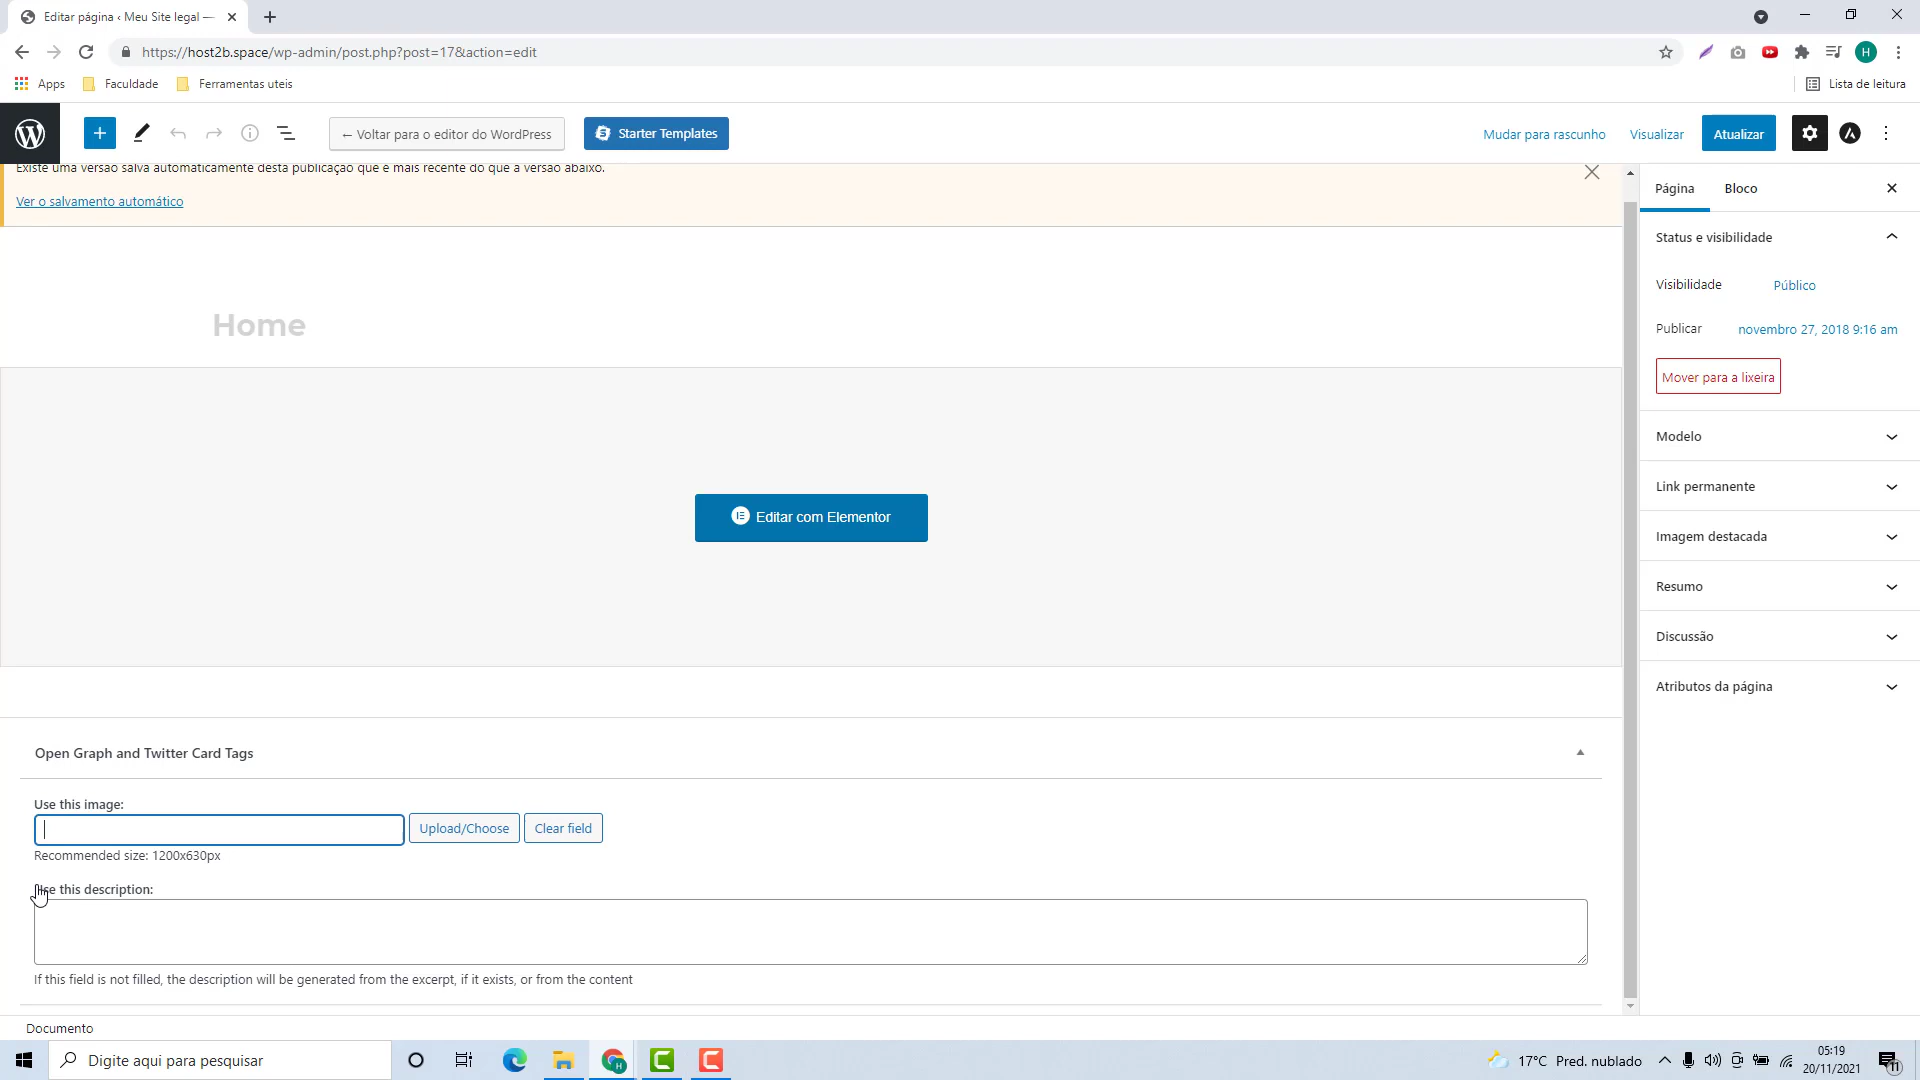 Editar página ‹ Meu Site legal —
https://host2b.space/wp-admin/post.php?post=17&action=edit
H
Apps
Faculdade
Ferramentas uteis
Lista de leitura
← Voltar para o editor do WordPress
Starter Templates
Mudar para rascunho
Visualizar
Atualizar
Existe uma versão salva automaticamente desta publicação que é mais recente do que a versão abaixo.
Ver o salvamento automático
Página
Bloco
Status e visibilidade
Visibilidade
Público
Publicar
novembro 27, 2018 9:16 am
Mover para a lixeira
Modelo
Link permanente
Imagem destacada
Resumo
Discussão
Atributos da página
Home
Editar com Elementor
Open Graph and Twitter Card Tags
Use this image:
Upload/Choose
Clear field
Recommended size: 1200x630px
Use this description:
If this field is not filled, the description will be generated from the excerpt, if it exists, or from the content
Documento
Digite aqui para pesquisar
17°C Pred. nublado
05:19
20/11/2021
11